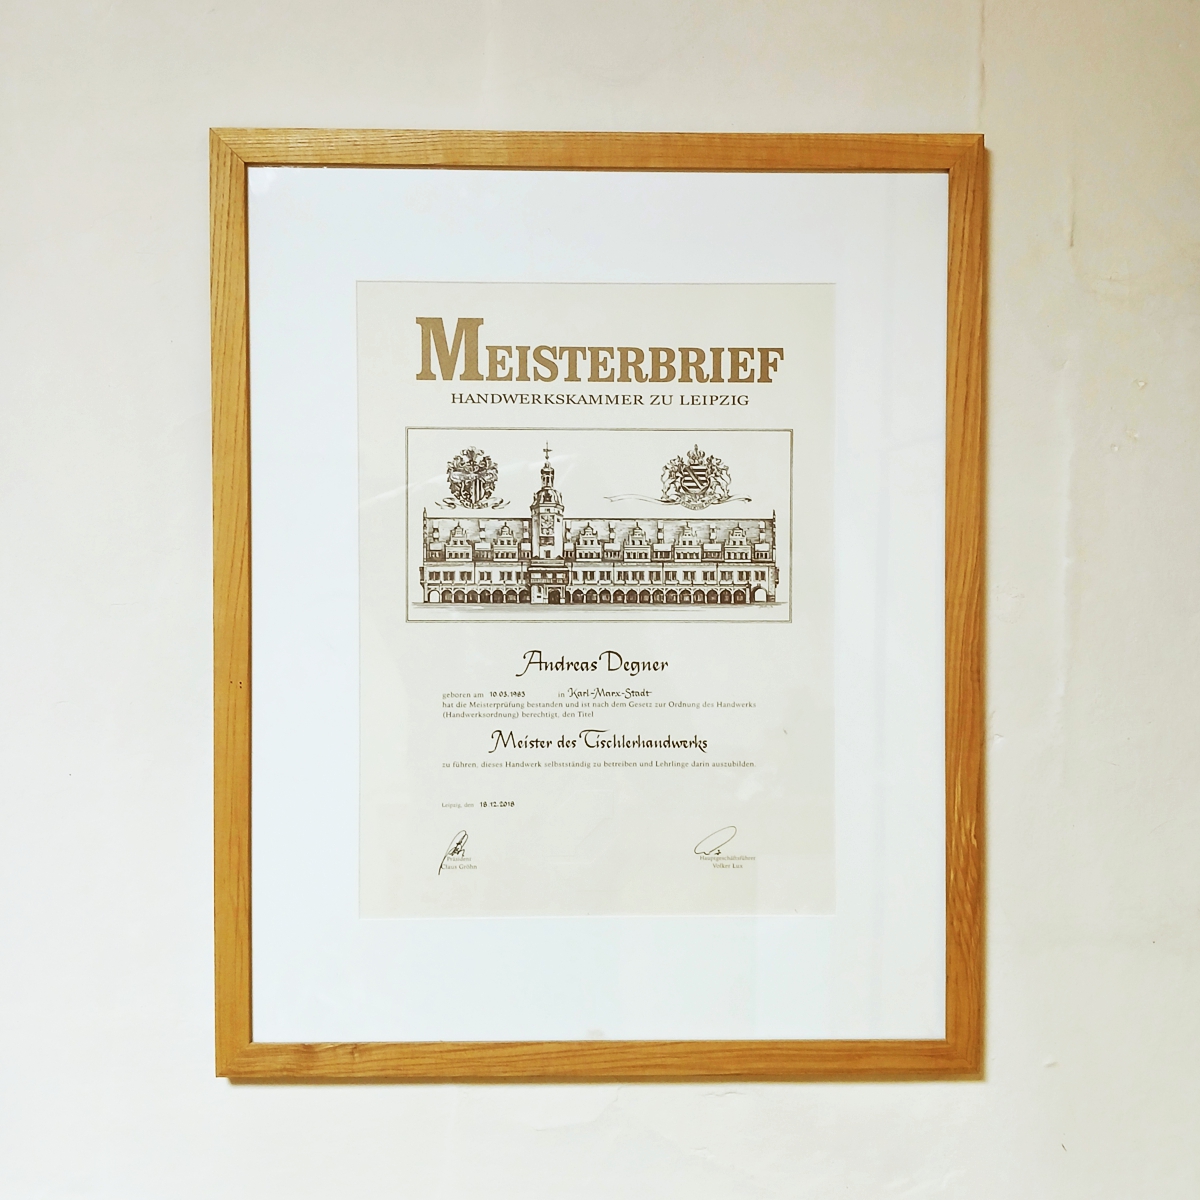 MEISTERBRIEF
HANDWERKSKAMMER ZU LEIPZIG
Andreas Degner
geboren am 10.03.1983 in Karl-Marx-Stadt
hat die Meisterprüfung bestanden und ist nach dem Gesetz zur Ordnung des Handwerks
(Handwerksordnung) berechtigt, den Titel
Meister des Tischlerhandwerks
zu führen, dieses Handwerk selbstständig zu betreiben und Lehrlinge darin auszubilden.
Leipzig, den 18.12.2018
Präsident
Claus Gröhn
Hauptgeschäftsführer
Volker Lux